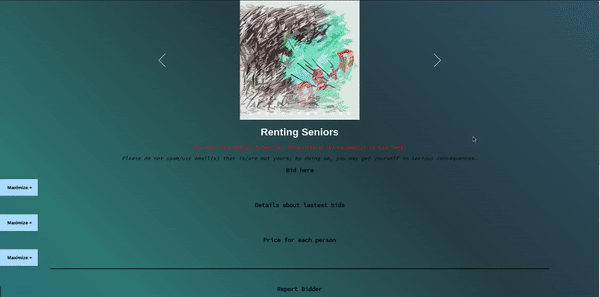 Renting Seniors
Please do not spam/use email(s) that is/are not yours; By doing so, you may get yourself in serious consequences.
Bid here
Maximize +
Details about lastest bids
Maximize +
Price for each person
Maximize +
Report Bidder